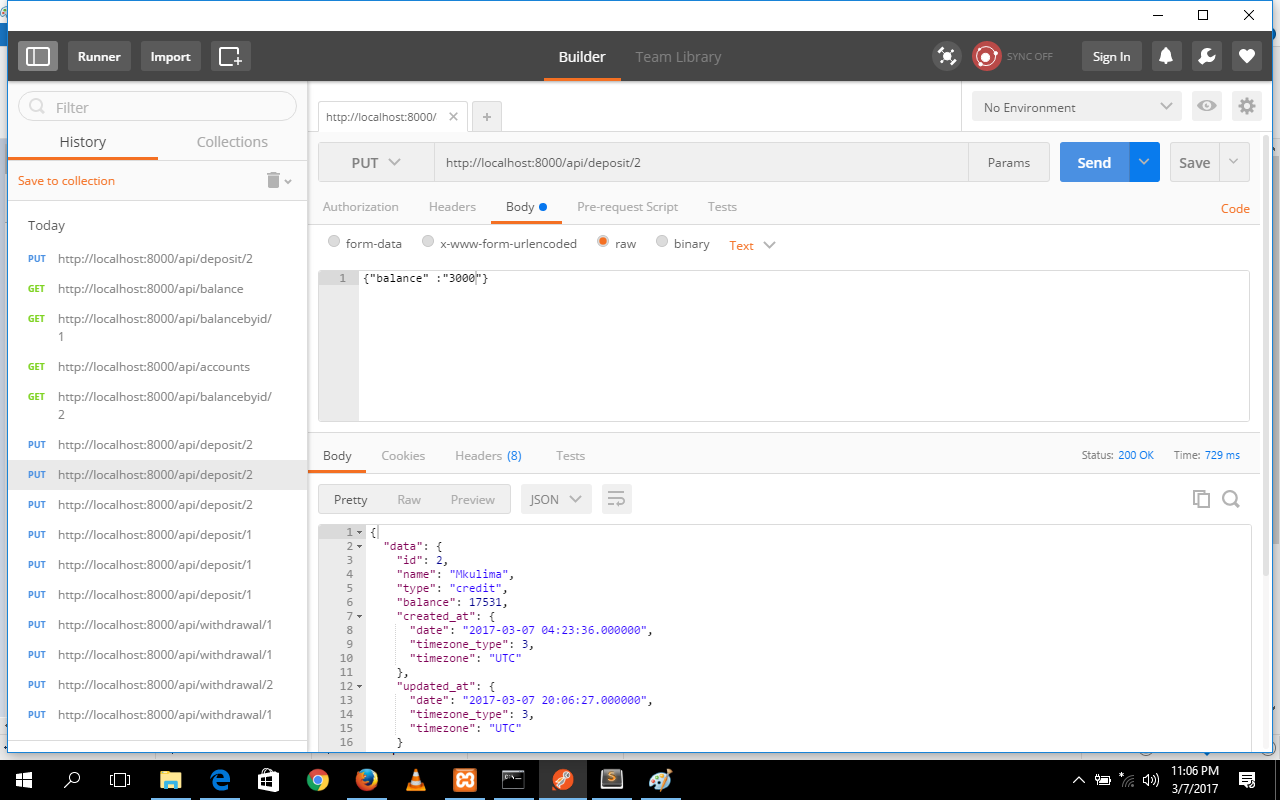 Runner
Import
Builder
Team Library
SYNC OFF
Sign In
Filter
History
Collections
Save to collection
Today
PUT http://localhost:8000/api/deposit/2
GET http://localhost:8000/api/balance
GET http://localhost:8000/api/balancebyid/
1
GET http://localhost:8000/api/accounts
GET http://localhost:8000/api/balancebyid/
2
PUT http://localhost:8000/api/deposit/2
PUT http://localhost:8000/api/deposit/2
PUT http://localhost:8000/api/deposit/2
PUT http://localhost:8000/api/deposit/1
PUT http://localhost:8000/api/deposit/1
PUT http://localhost:8000/api/deposit/1
PUT http://localhost:8000/api/withdrawal/1
PUT http://localhost:8000/api/withdrawal/1
PUT http://localhost:8000/api/withdrawal/2
PUT http://localhost:8000/api/withdrawal/1
http://localhost:8000/
No Environment
PUT http://localhost:8000/api/deposit/2 Params Send Save
Authorization Headers Body Pre-request Script Tests Code
form-data x-www-form-urlencoded raw binary Text
1 {"balance" :"3000"}
Body Cookies Headers (8) Tests Status: 200 OK Time: 729 ms
Pretty Raw Preview JSON
1 {
2 "data": {
3 "id": 2,
4 "name": "Mkulima",
5 "type": "credit",
6 "balance": 17531,
7 "created_at": {
8 "date": "2017-03-07 04:23:36.000000",
9 "timezone_type": 3,
10 "timezone": "UTC"
11 },
12 "updated_at": {
13 "date": "2017-03-07 20:06:27.000000",
14 "timezone_type": 3,
15 "timezone": "UTC"
16 }
11:06 PM
3/7/2017